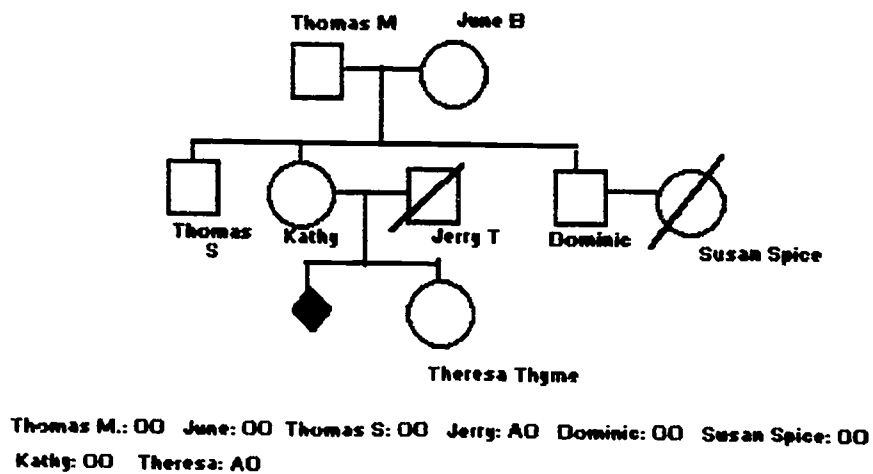 Thomas M June B
Thomas S Kathy Jerry T Dominic Susan Spice
Theresa Thyme
Thomas M.: OO June: OO Thomas S: OO Jerry: AO Dominic: OO Susan Spice: OO
Kathy: OO Theresa: AO